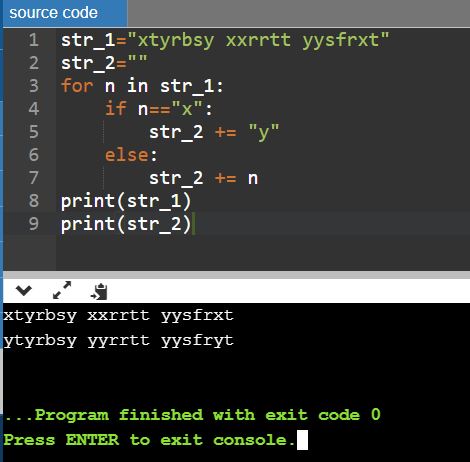 source code
1 str_1="xtyrbsy xxrrtt yysfrxt"
2 str_2=""
3 for n in str_1:
4     if n=="x":
5         str_2 += "y"
6     else:
7         str_2 += n
8 print(str_1)
9 print(str_2)
xtyrbsy xxrrtt yysfrxt
ytyrbsy yyrrtt yysfryt
...Program finished with exit code 0
Press ENTER to exit console.